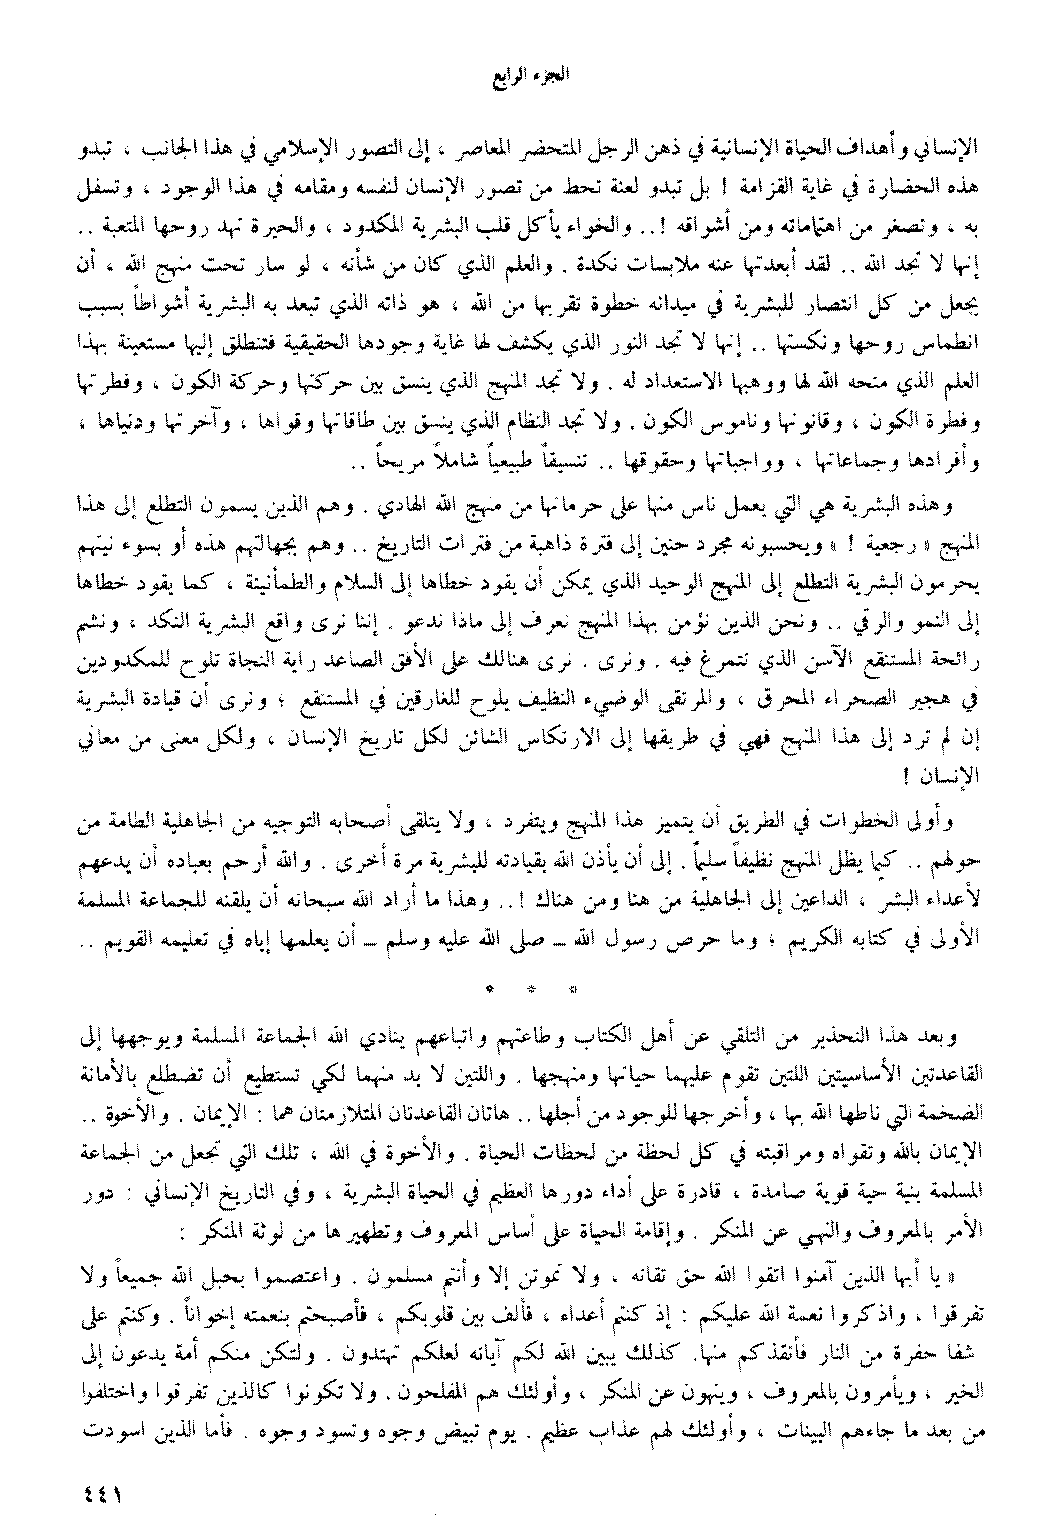 الجزء الرابع
الإنساني وأهداف الحياة الإنسانية في ذهن الرجل المتحضر المعاصر ، إلى التصور الإسلامي في هذا الجانب ، تبدو
هذه الحضارة في غاية القزامة ! بل تبدو لعنة تحط من تصور الإنسان لنفسه ومقامه في هذا الوجود ، وتسفل
به ، وتصغر من اهتماماته ومن أشواقه !.. والخواء يأكل قلب البشرية المكدود ، والحيرة تهد روحها المتعبة ..
إنها لا تجد الله .. لقد أبعدتها عنه ملابسات نكدة . والعلم الذي كان من شأنه ، لو سار تحت منهج الله ، أن
يجعل من كل انتصار للبشرية في ميدانه خطوة تقربها من الله ، هو ذاته الذي تبعد به البشرية أشواطاً بسبب
انطماس روحها ونكستها .. إنها لا تجد النور الذي يكشف لها غاية وجودها الحقيقية فتنطلق إليها مستعينة بهذا
العلم الذي منحه الله لها ووهبها الاستعداد له . ولا تجد المنهج الذي ينسق بين حركتها وحركة الكون ، وفطرتها
وفطرة الكون ، وقانونها وناموس الكون . ولا تجد النظام الذي ينسق بين طاقاتها وقواها ، وآخرتها ودنياها ،
وأفرادها وجماعاتها ، وواجباتها وحقوقها .. تنسيقاً طبيعياً شاملاً مريحاً ..
وهذه البشرية هي التي يعمل ناس منها على حرمانها من منهج الله الهادي . وهم الذين يسمون التطلع إلى هذا
المنهج « رجعية ! » ويحسبونه مجرد حنين إلى فترة ذاهبة من فترات التاريخ .. وهم بجهالتهم هذه أو بسوء نيتهم
يحرمون البشرية التطلع إلى المنهج الوحيد الذي يمكن أن يقود خطاها إلى السلام والطمأنينة ، كما يقود خطاها
إلى النمو والرقي .. ونحن الذين نؤمن بهذا المنهج نعرف إلى ماذا ندعو . إننا نرى واقع البشرية النكد ، ونشم
رائحة المستنقع الآسن الذي تتمرغ فيه . ونرى . نرى هنالك على الأفق الصاعد راية النجاة تلوح للمكدودين
في هجير الصحراء المحرق ، والمرتقى الوضيء النظيف يلوح للغارقين في المستنقع ؛ ونرى أن قيادة البشرية
إن لم ترد إلى هذا المنهج فهي في طريقها إلى الارتكاس الشائن لكل تاريخ الإنسان ، ولكل معنى من معاني
الإنسان !
وأولى الخطوات في الطريق أن يتميز هذا المنهج ويتفرد ، ولا يتلقى أصحابه التوجيه من الجاهلية الطامة من
حولهم .. كيما يظل المنهج نظيفاً سليماً . إلى أن يأذن الله بقيادته للبشرية مرة أخرى . والله أرحم بعباده أن يدعهم
لأعداء البشر ، الداعين إلى الجاهلية من هنا ومن هناك !.. وهذا ما أراد الله سبحانه أن يلقنه للجماعة المسلمة
الأولى في كتابه الكريم ؛ وما حرص رسول الله – صلى الله عليه وسلم – أن يعلمها إياه في تعليمه القويم ..
* * *
وبعد هذا التحذير من التلقي عن أهل الكتاب وطاعتهم واتباعهم ينادي الله الجماعة المسلمة ويوجهها إلى
القاعدتين الأساسيتين اللتين تقوم عليهما حياتها ومنهجها . واللتين لا بد منهما لكي تستطيع أن تضطلع بالأمانة
الضخمة التي ناطها الله بها ، وأخرجها للوجود من أجلها .. هاتان القاعدتان المتلازمتان هما : الإيمان . والأخوة ..
الإيمان بالله وتقواه ومراقبته في كل لحظة من لحظات الحياة . والأخوة في الله ، تلك التي تجعل من الجماعة
المسلمة بنية حية قوية صامدة ، قادرة على أداء دورها العظيم في الحياة البشرية ، وفي التاريخ الإنساني : دور
الأمر بالمعروف والنهي عن المنكر . وإقامة الحياة على أساس المعروف وتطهيرها من لوثة المنكر :
« يا أيها الذين آمنوا اتقوا الله حق تقاته ، ولا تموتن إلا وأنتم مسلمون . واعتصموا بحبل الله جميعاً ولا
تفرقوا ، واذكروا نعمة الله عليكم : إذ كنتم أعداء ، فألف بين قلوبكم ، فأصبحتم بنعمته إخواناً . وكنتم على
شفا حفرة من النار فأنقذكم منها. كذلك يبين الله لكم آياته لعلكم تهتدون . ولتكن منكم أمة يدعون إلى
الخير ، ويأمرون بالمعروف ، وينهون عن المنكر ، وأولئك هم المفلحون. ولا تكونوا كالذين تفرقوا واختلفوا
من بعد ما جاءهم البينات ، وأولئك لهم عذاب عظيم . يوم تبيض وجوه وتسود وجوه . فأما الذين اسودت
٤٤١